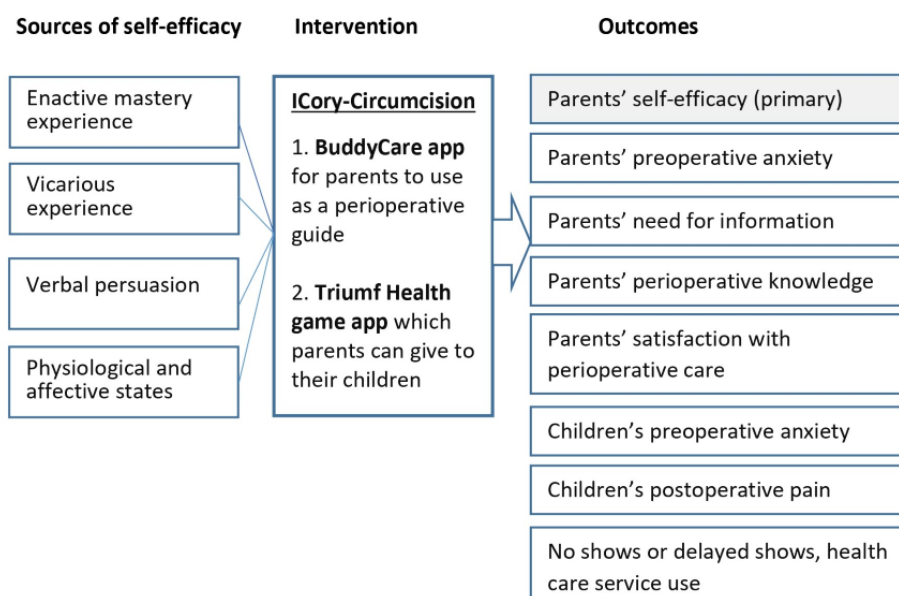 Sources of self-efficacy
Enactive mastery
experience
Vicarious
experience
Verbal persuasion
Physiological and
affective states
Intervention
ICory-Circumcision
1. BuddyCare app
for parents to use
as a perioperative
guide
2. Triumf Health
game app which
parents can give to
their children
Outcomes
Parents’ self-efficacy (primary)
Parents’ preoperative anxiety
Parents’ need for information
Parents’ perioperative knowledge
Parents’ satisfaction with
perioperative care
Children’s preoperative anxiety
Children’s postoperative pain
No shows or delayed shows, health
care service use